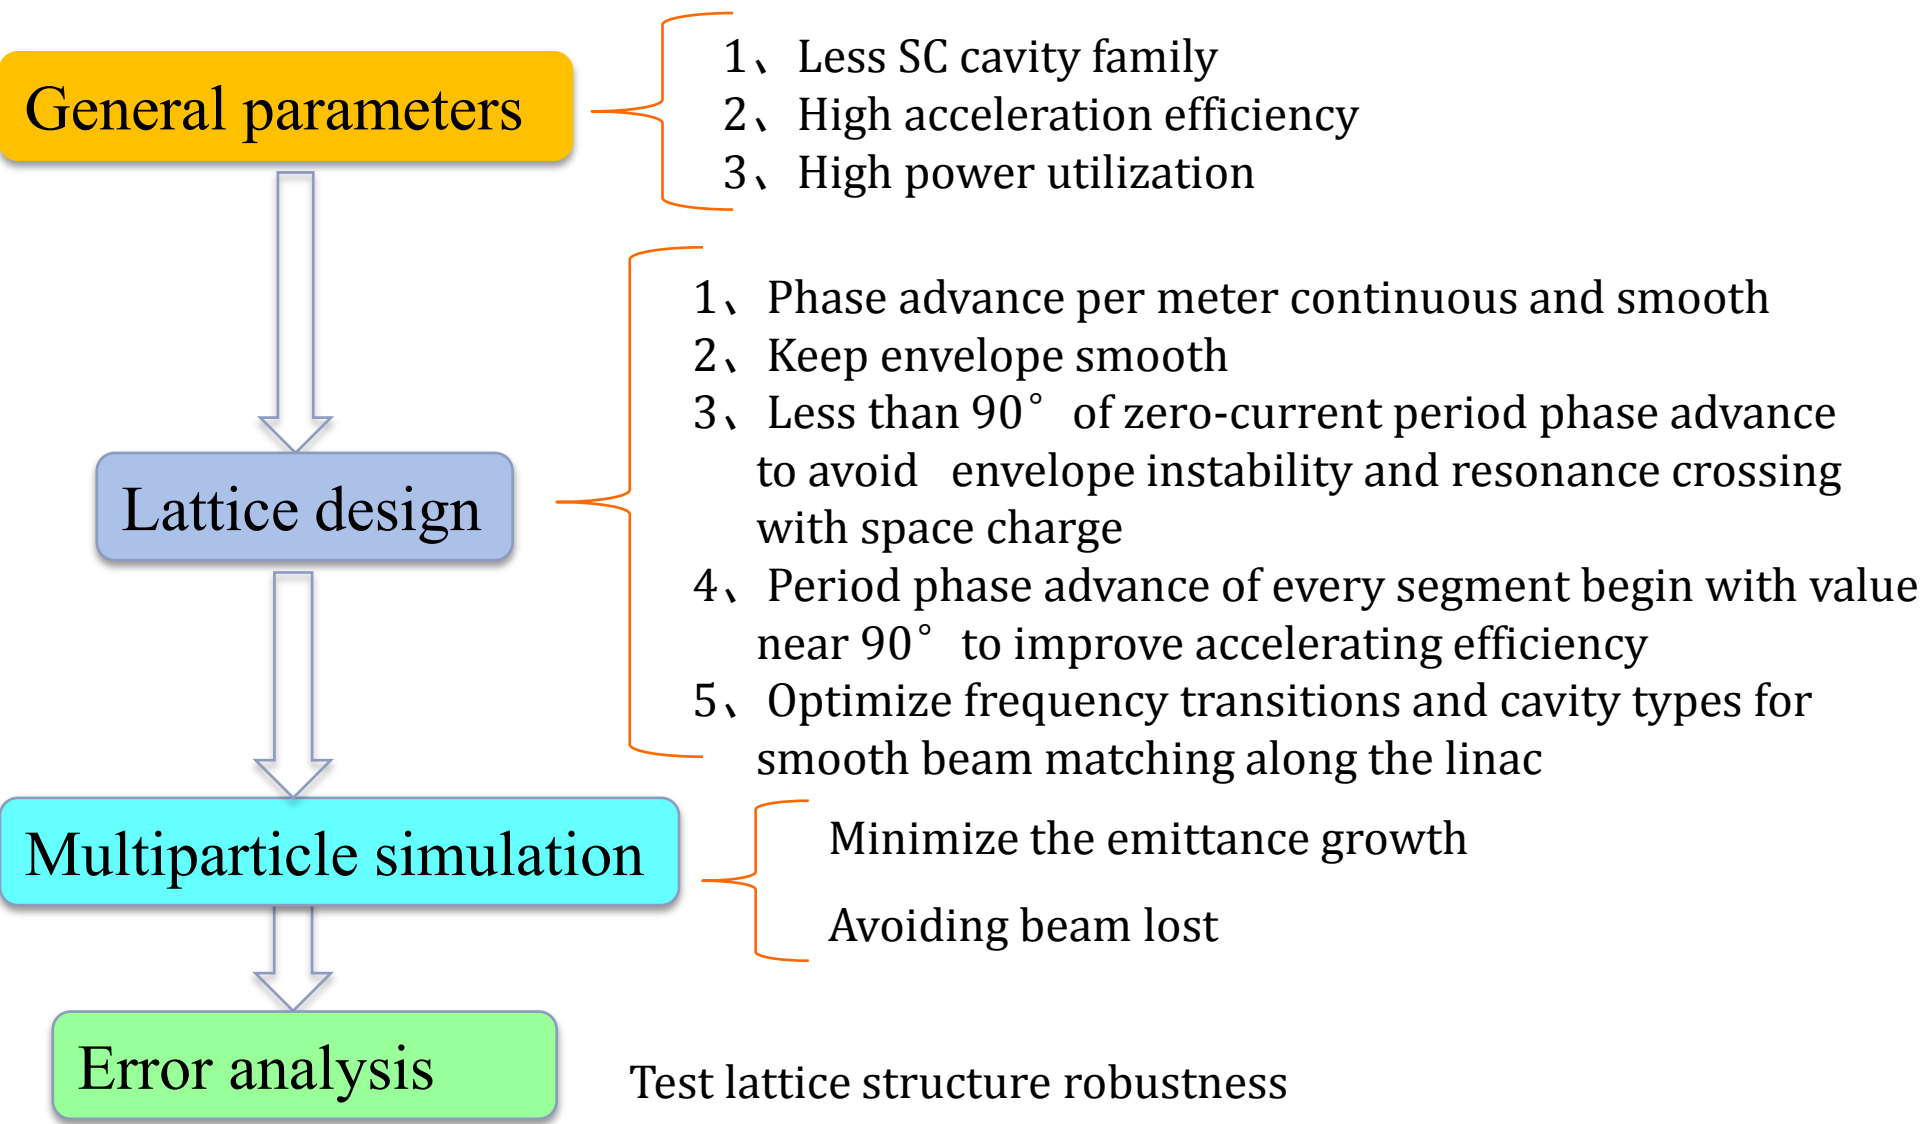 General parameters
1、Less SC cavity family
2、High acceleration efficiency
3、High power utilization
Lattice design
1、Phase advance per meter continuous and smooth
2、Keep envelope smooth
3、Less than 90° of zero-current period phase advance
to avoid envelope instability and resonance crossing
with space charge
4、Period phase advance of every segment begin with value
near 90° to improve accelerating efficiency
5、Optimize frequency transitions and cavity types for
smooth beam matching along the linac
Multiparticle simulation
Minimize the emittance growth
Avoiding beam lost
Error analysis
Test lattice structure robustness